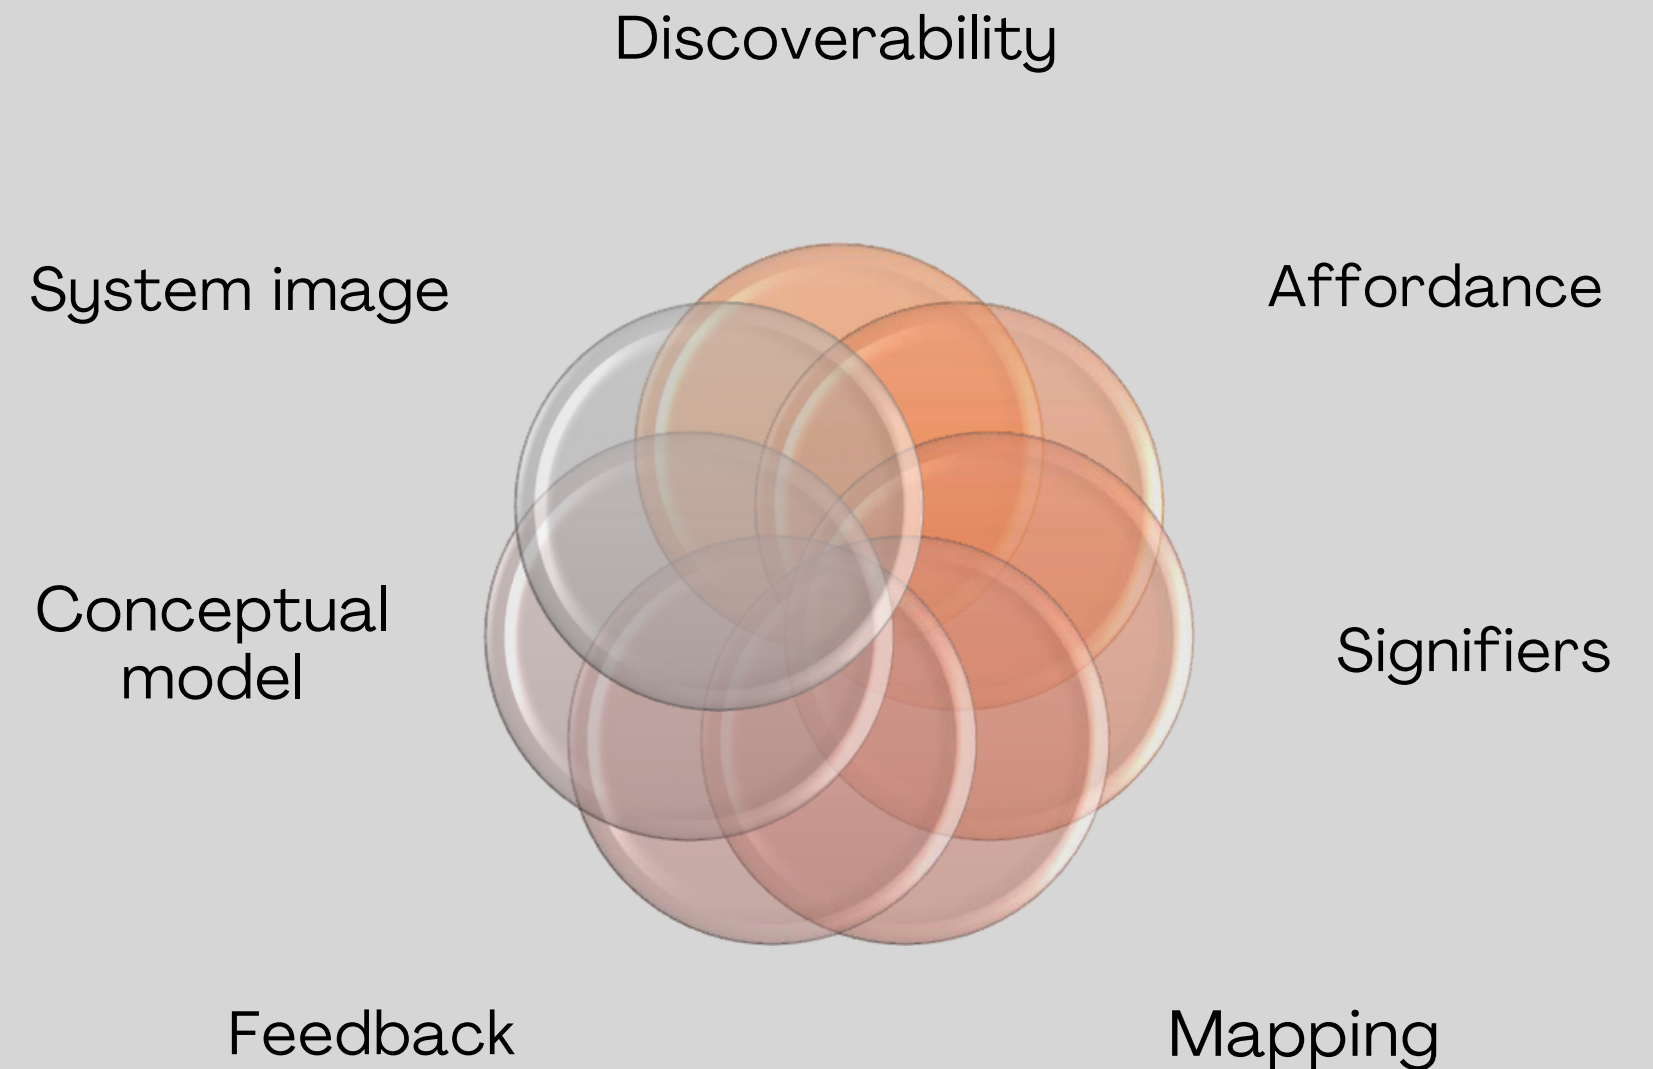 Discoverability
System image
Affordance
Conceptual
model
Signifiers
Feedback
Mapping